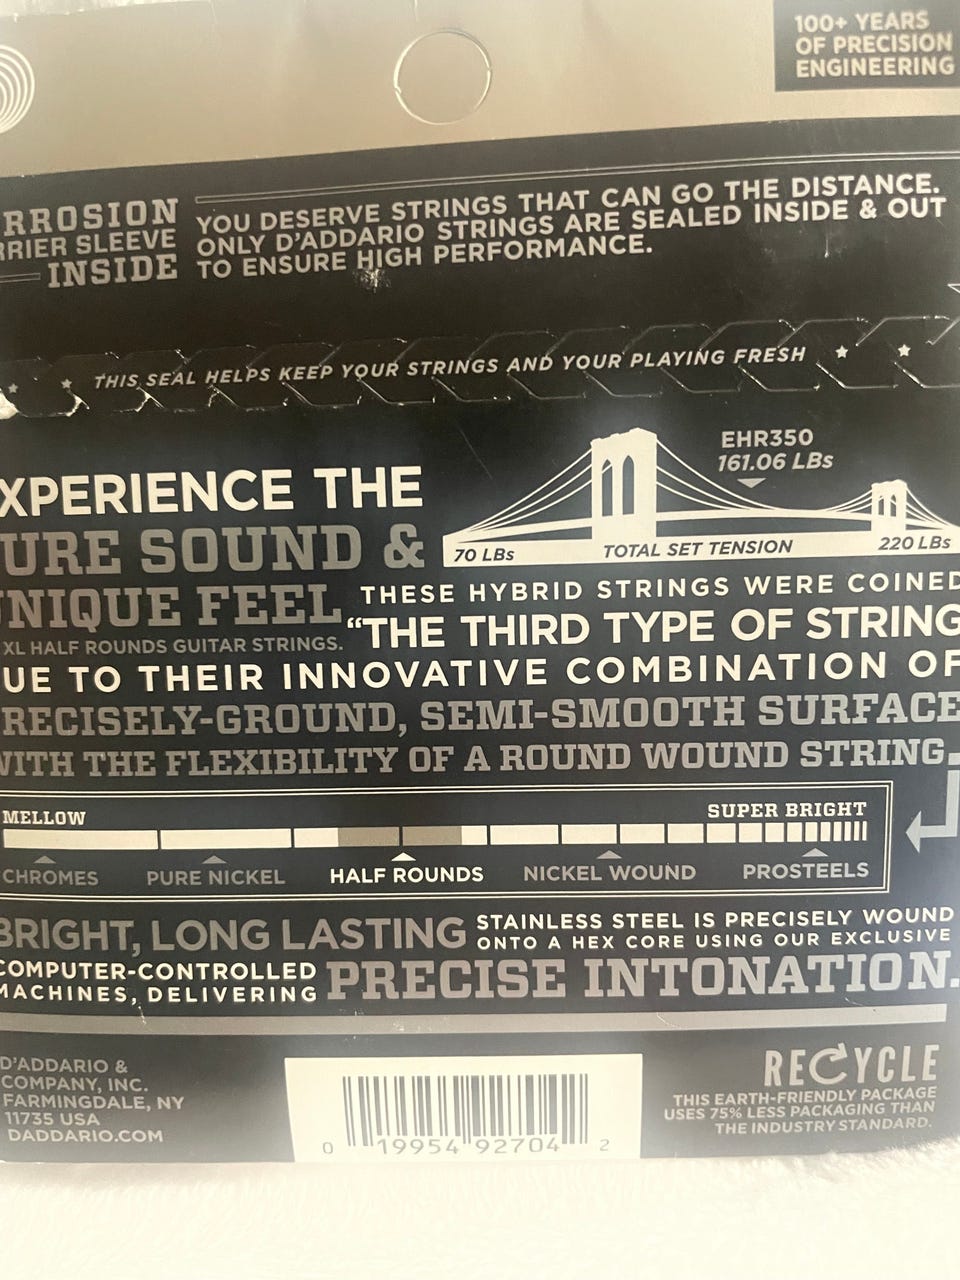 100+ YEARS
OF PRECISION
ENGINEERING
RROSION
RRIER SLEEVE
INSIDE
YOU DESERVE STRINGS THAT CAN GO THE DISTANCE.
ONLY D'ADDARIO STRINGS ARE SEALED INSIDE & OUT
TO ENSURE HIGH PERFORMANCE.
THIS SEAL HELPS KEEP YOUR STRINGS AND YOUR PLAYING FRESH
EHR350
161.06 LBs
70 LBs
TOTAL SET TENSION
220 LBs
XPERIENCE THE
URE SOUND &
NIQUE FEEL
XL HALF ROUNDS GUITAR STRINGS.
THESE HYBRID STRINGS WERE COINED
"THE THIRD TYPE OF STRING
UE TO THEIR INNOVATIVE COMBINATION OF
RECISELY-GROUND, SEMI-SMOOTH SURFACE
WITH THE FLEXIBILITY OF A ROUND WOUND STRING.
MELLOW
SUPER BRIGHT
CHROMES
PURE NICKEL
HALF ROUNDS
NICKEL WOUND
PROSTEELS
BRIGHT, LONG LASTING
STAINLESS STEEL IS PRECISELY WOUND
ONTO A HEX CORE USING OUR EXCLUSIVE
COMPUTER-CONTROLLED
MACHINES, DELIVERING
PRECISE INTONATION.
D'ADDARIO &
COMPANY, INC.
FARMINGDALE, NY
11735 USA
DADDARIO.COM
0 19954 92704 2
RECYCLE
THIS EARTH-FRIENDLY PACKAGE
USES 75% LESS PACKAGING THAN
THE INDUSTRY STANDARD.